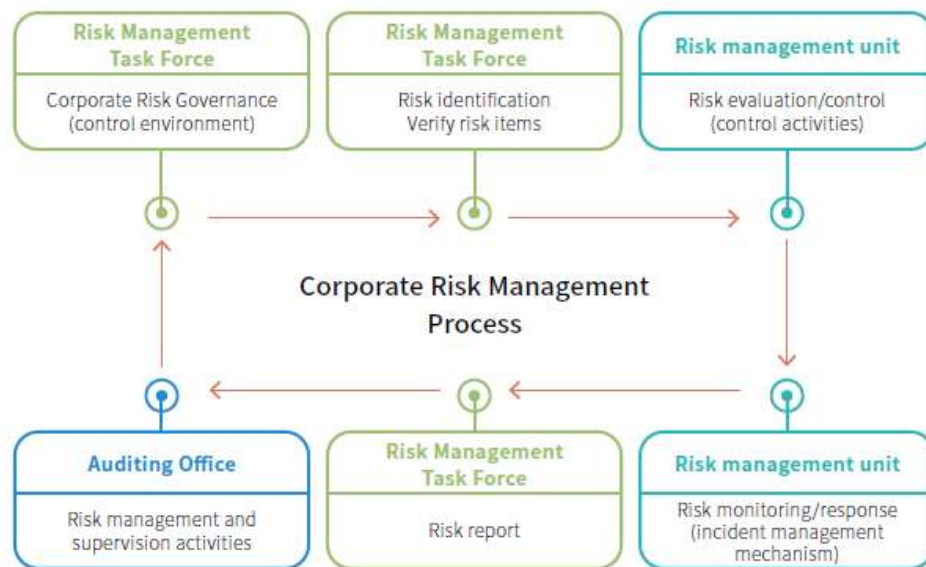 Risk Management
Task Force
Corporate Risk Governance
(control environment)
Risk Management
Task Force
Risk identification
Verify risk items
Risk management unit
Risk evaluation/control
(control activities)
Corporate Risk Management
Process
Auditing Office
Risk management and
supervision activities
Risk Management
Task Force
Risk report
Risk management unit
Risk monitoring/response
(incident management
mechanism)